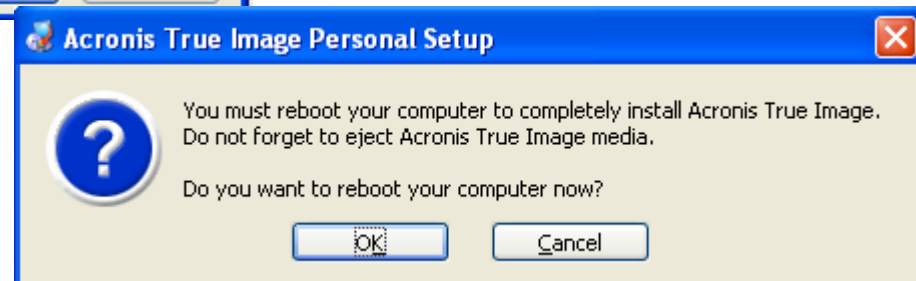 Acronis True Image Personal Setup
You must reboot your computer to completely install Acronis True Image.
Do not forget to eject Acronis True Image media.
Do you want to reboot your computer now?
OK
Cancel